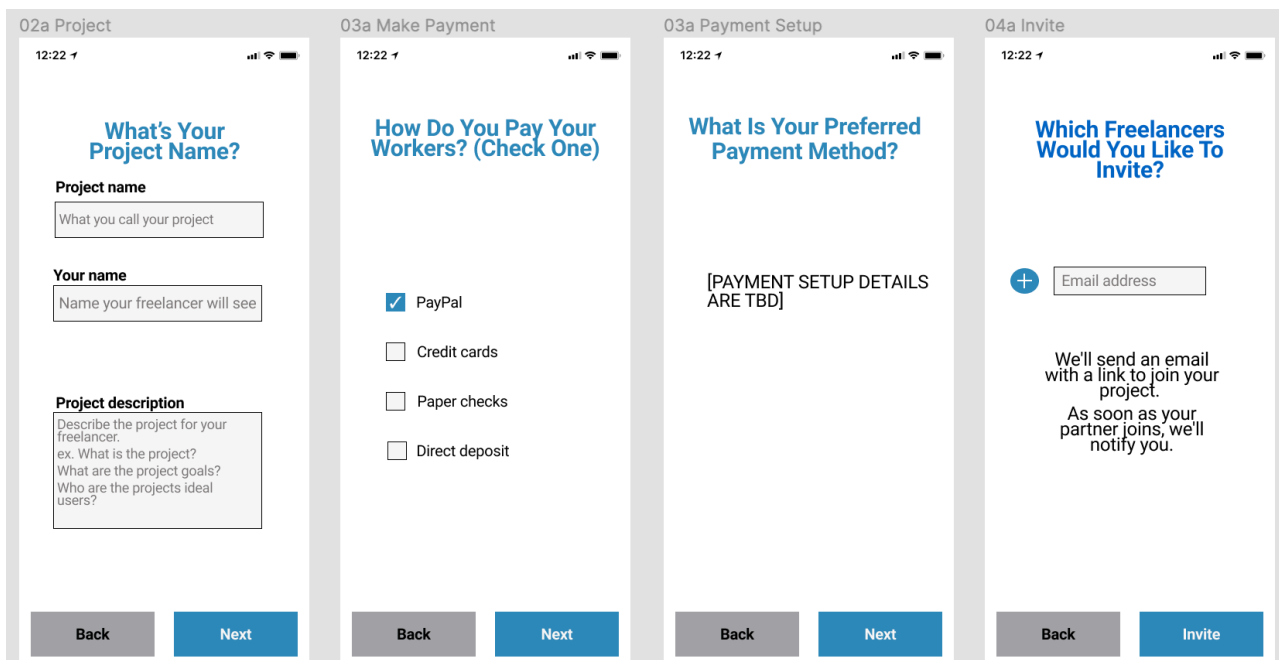 02a Project
12:22
What's Your
Project Name?
Project name
What you call your project
Your name
Name your freelancer will see
Project description
Describe the project for your
freelancer.
ex. What is the project?
What are the project goals?
Who are the projects ideal
users?
Back
Next
03a Make Payment
12:22
How Do You Pay Your
Workers? (Check One)
PayPal
Credit cards
Paper checks
Direct deposit
Back
Next
03a Payment Setup
12:22
What Is Your Preferred
Payment Method?
[PAYMENT SETUP DETAILS
ARE TBD]
Back
Next
04a Invite
12:22
Which Freelancers
Would You Like To
Invite?
Email address
We'll send an email
with a link to join your
project.
As soon as your
partner joins, we'll
notify you.
Back
Invite